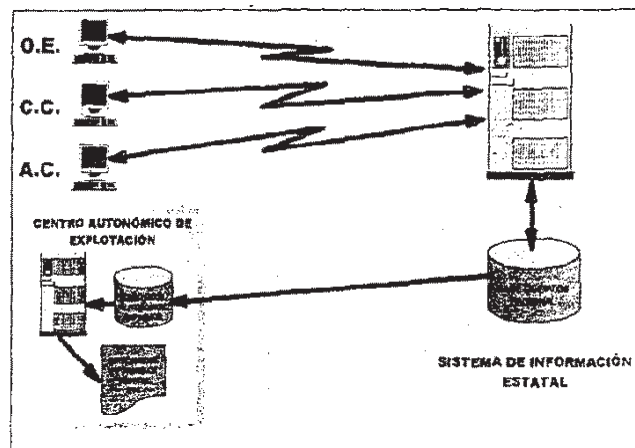 O.E.
C.C.
A.C.
CENTRO AUTONÓMICO DE
EXPLOTACIÓN
SISTEMA DE INFORMACIÓN
ESTATAL